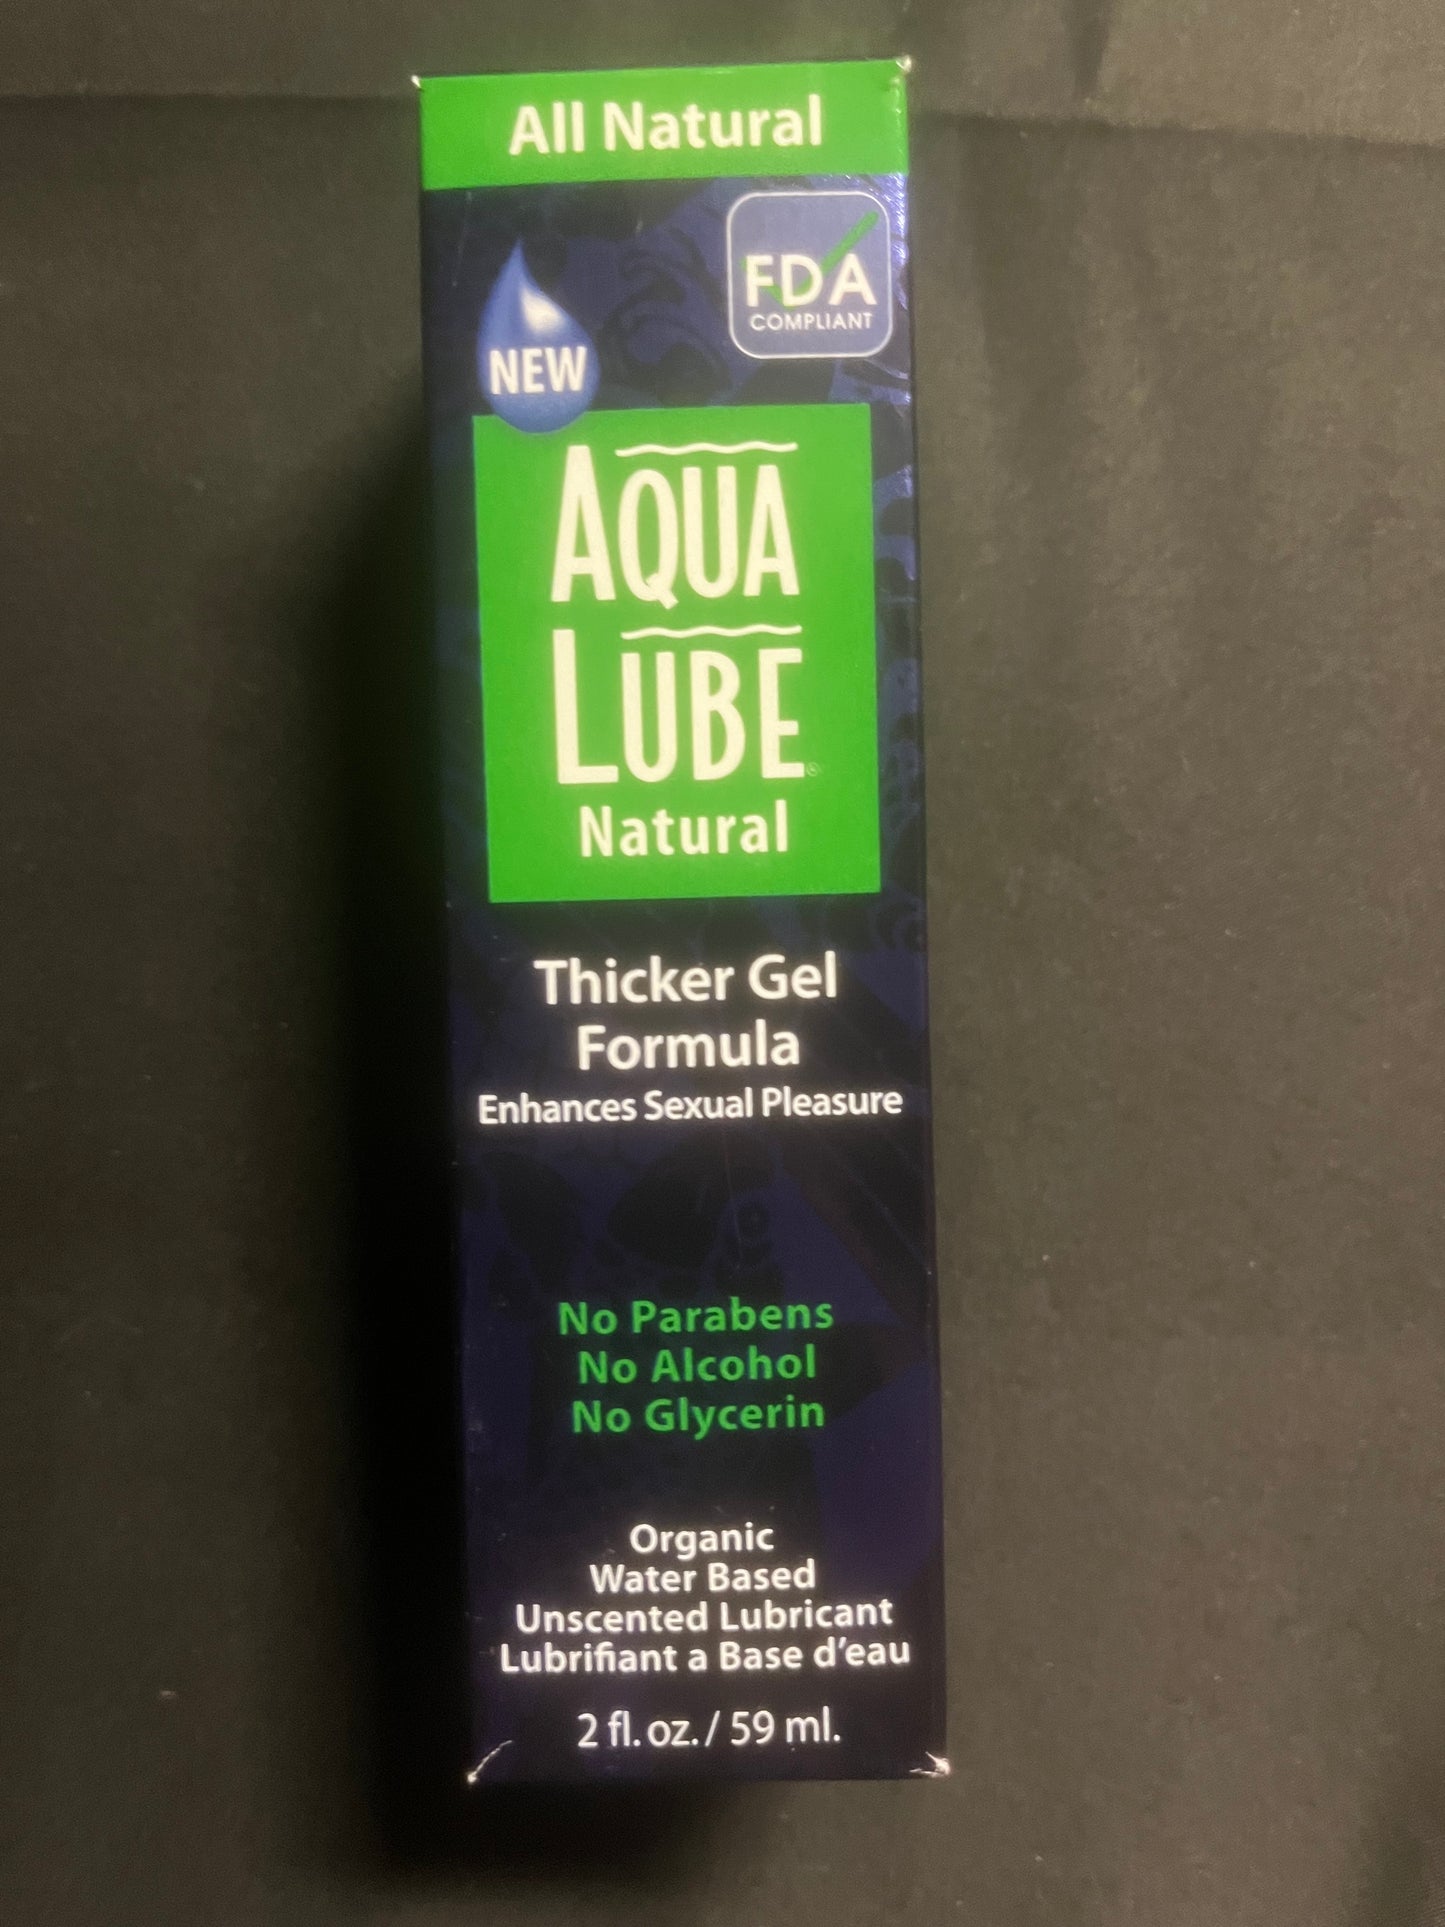 All Natural
FDA
COMPLIANT
NEW
AQUA
LUBE®
Natural
Thicker Gel
Formula
Enhances Sexual Pleasure
No Parabens
No Alcohol
No Glycerin
Organic
Water Based
Unscented Lubricant
Lubrifiant a Base d’eau
2 fl. oz. / 59 ml.